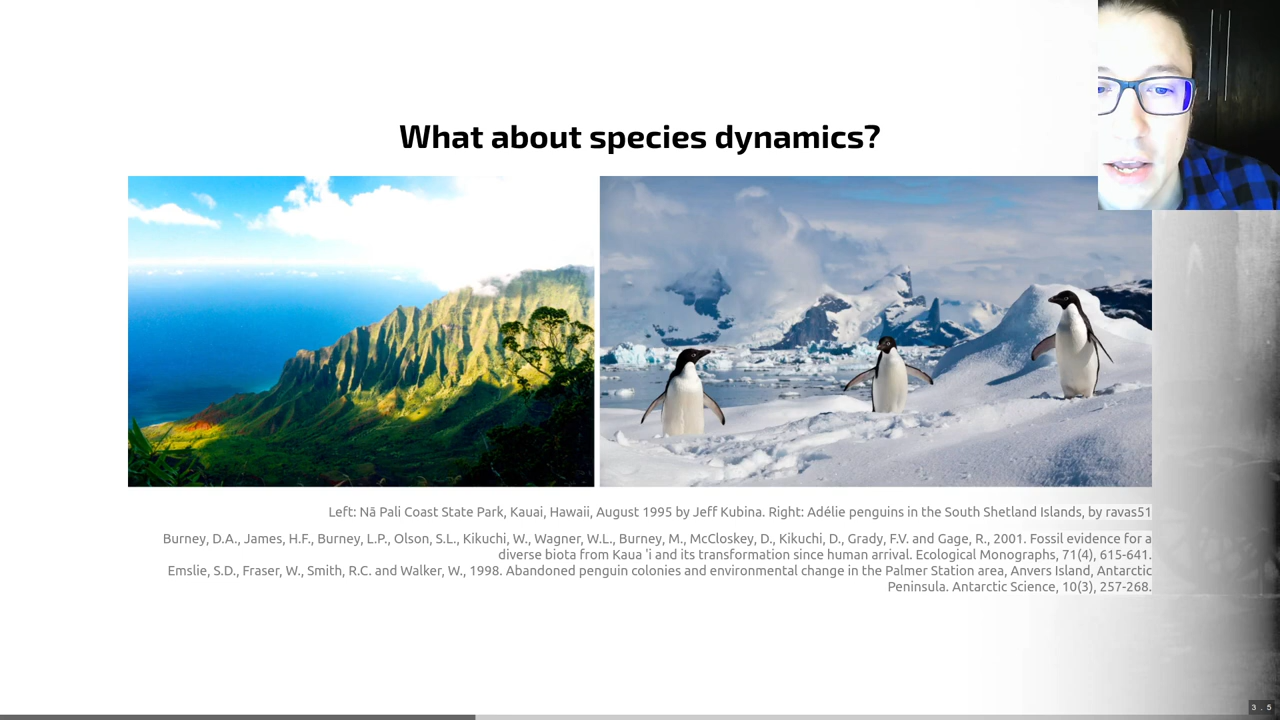 What about species dynamics?
Left: Nā Pali Coast State Park, Kauai, Hawaii, August 1995 by Jeff Kubina. Right: Adélie penguins in the South Shetland Islands, by ravas51
Burney, D.A., James, H.F., Burney, L.P., Olson, S.L., Kikuchi, W., Wagner, W.L., Burney, M., McCloskey, D., Kikuchi, D., Grady, F.V. and Gage, R., 2001. Fossil evidence for a
diverse biota from Kaua 'i and its transformation since human arrival. Ecological Monographs, 71(4), 615-641.
Emslie, S.D., Fraser, W., Smith, R.C. and Walker, W., 1998. Abandoned penguin colonies and environmental change in the Palmer Station area, Anvers Island, Antarctic
Peninsula. Antarctic Science, 10(3), 257-268.
3 . 5